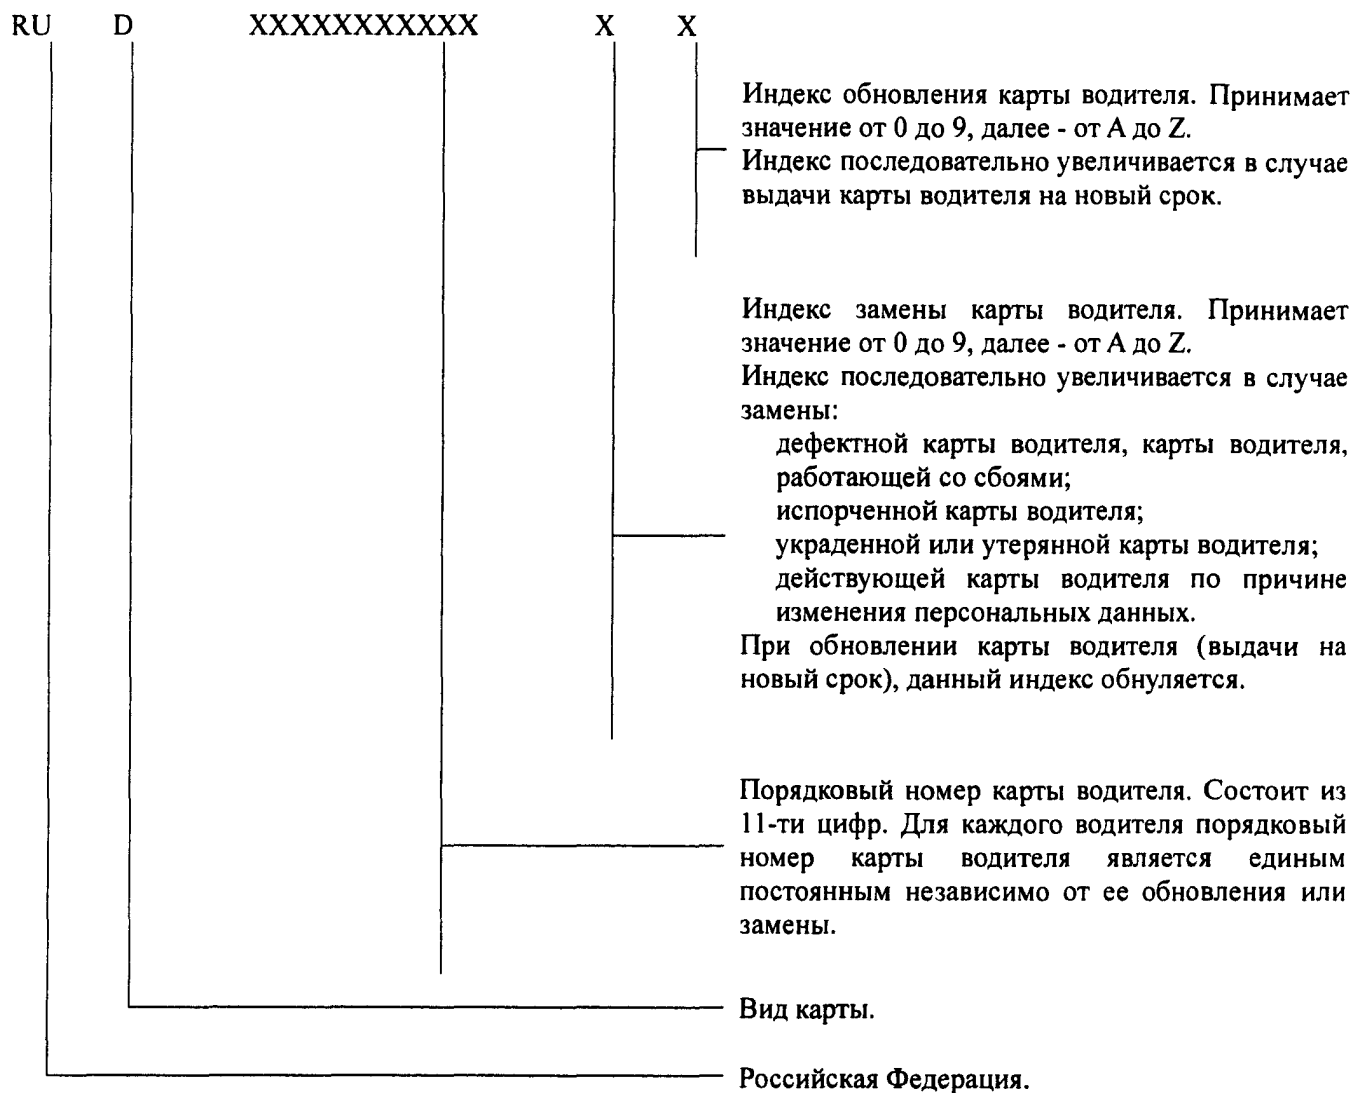 RU D XXXXXXXXXXX X X
Индекс обновления карты водителя. Принимает
значение от 0 до 9, далее - от A до Z.
Индекс последовательно увеличивается в случае
выдачи карты водителя на новый срок.
Индекс замены карты водителя. Принимает
значение от 0 до 9, далее - от A до Z.
Индекс последовательно увеличивается в случае
замены:
дефектной карты водителя, карты водителя,
работающей со сбоями;
испорченной карты водителя;
украденной или утерянной карты водителя;
действующей карты водителя по причине
изменения персональных данных.
При обновлении карты водителя (выдачи на
новый срок), данный индекс обнуляется.
Порядковый номер карты водителя. Состоит из
11-ти цифр. Для каждого водителя порядковый
номер карты водителя является единым
постоянным независимо от ее обновления или
замены.
Вид карты.
Российская Федерация.